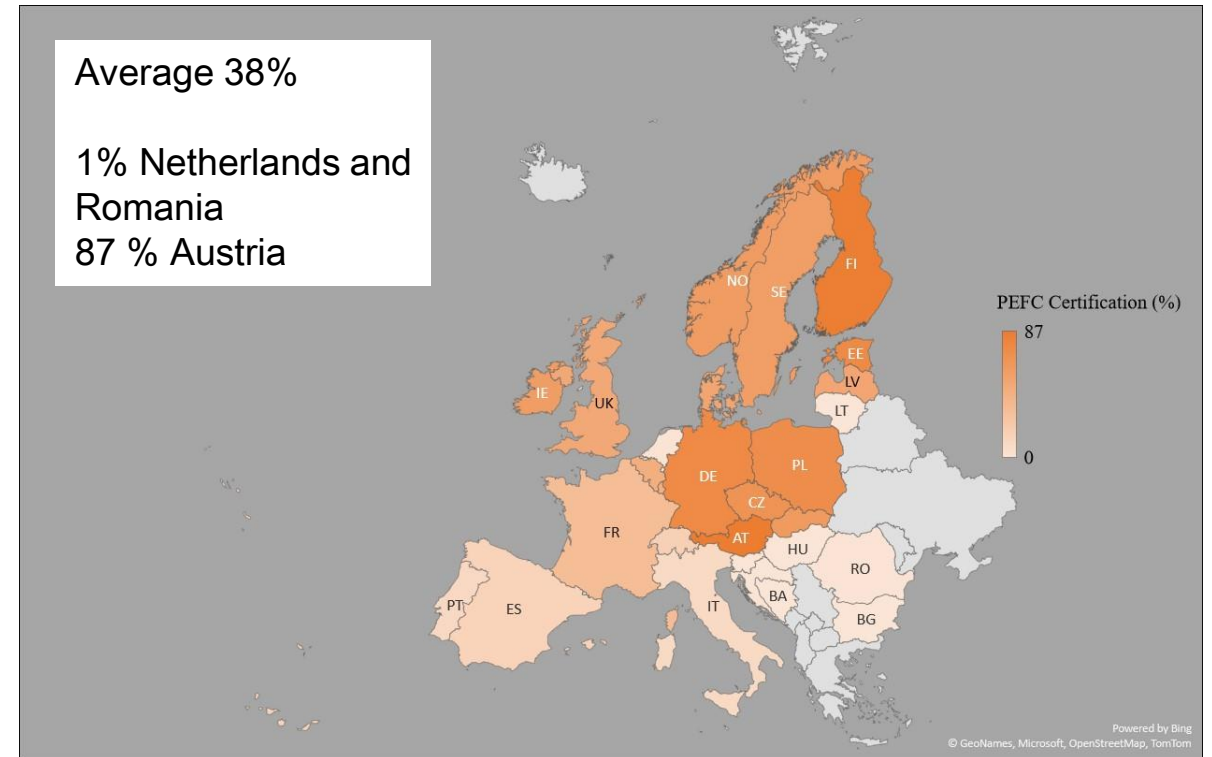 Average 38%
1% Netherlands and
Romania
87 % Austria
PEFC Certification (%)
87
0
NO
SE
FI
EE
LV
LT
IE
UK
DE
PL
CZ
AT
FR
HU
RO
BA
BG
IT
PT
ES
Powered by Bing
© GeoNames, Microsoft, OpenStreetMap, TomTom